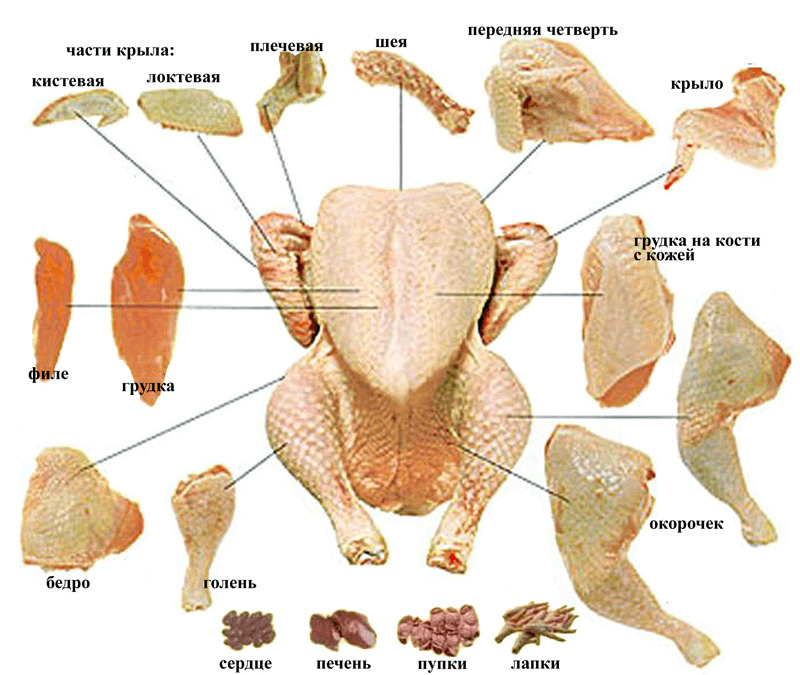 части крыла:
кистевая
локтевая
плечевая
шея
передняя четверть
крыло
грудка на кости
с кожей
филе
грудка
бедро
голень
окорочек
сердце
печень
пупки
лапки